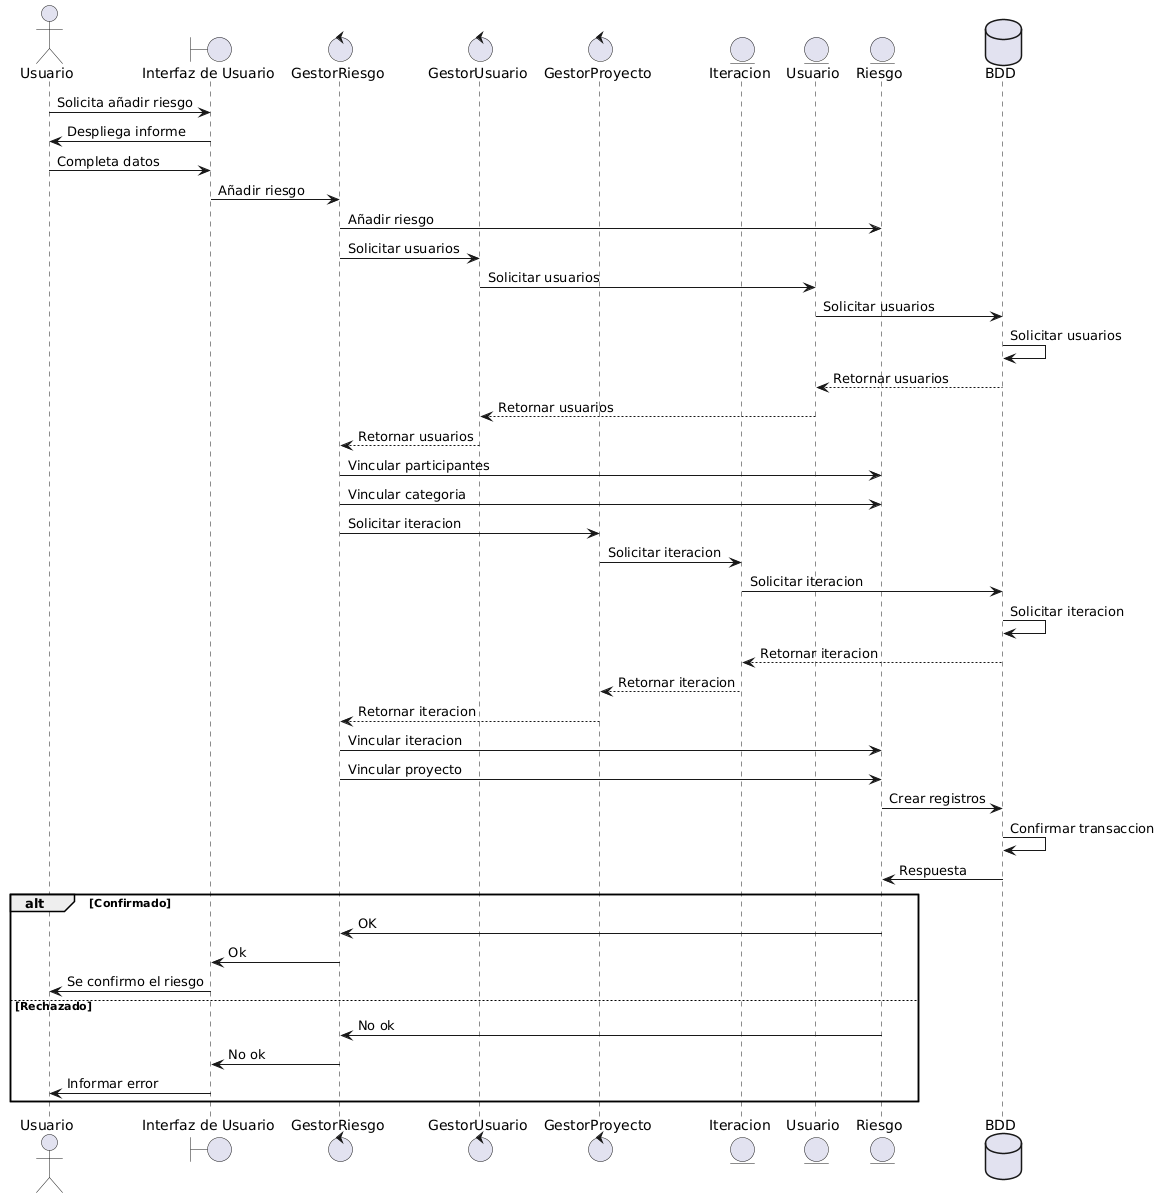 Usuario
Interfaz de Usuario
GestorRiesgo
GestorUsuario
GestorProyecto
Iteracion
Usuario
Riesgo
BDD
Solicita añadir riesgo
Despliega informe
Completa datos
Añadir riesgo
Añadir riesgo
Solicitar usuarios
Solicitar usuarios
Solicitar usuarios
Solicitar usuarios
Retornar usuarios
Retornar usuarios
Retornar usuarios
Vincular participantes
Vincular categoria
Solicitar iteracion
Solicitar iteracion
Solicitar iteracion
Solicitar iteracion
Retornar iteracion
Retornar iteracion
Retornar iteracion
Vincular iteracion
Vincular proyecto
Crear registros
Confirmar transaccion
Respuesta
alt
[Confirmado]
OK
Ok
Se confirmo el riesgo
[Rechazado]
No ok
No ok
Informar error
Usuario
Interfaz de Usuario
GestorRiesgo
GestorUsuario
GestorProyecto
Iteracion
Usuario
Riesgo
BDD